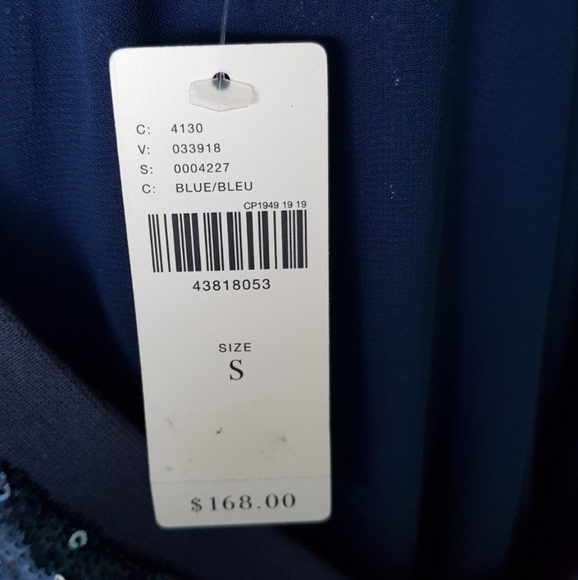 C: 4130
V: 033918
S: 0004227
C: BLUE/BLEU
CP1949 19 19
43818053
SIZE
S
$168.00